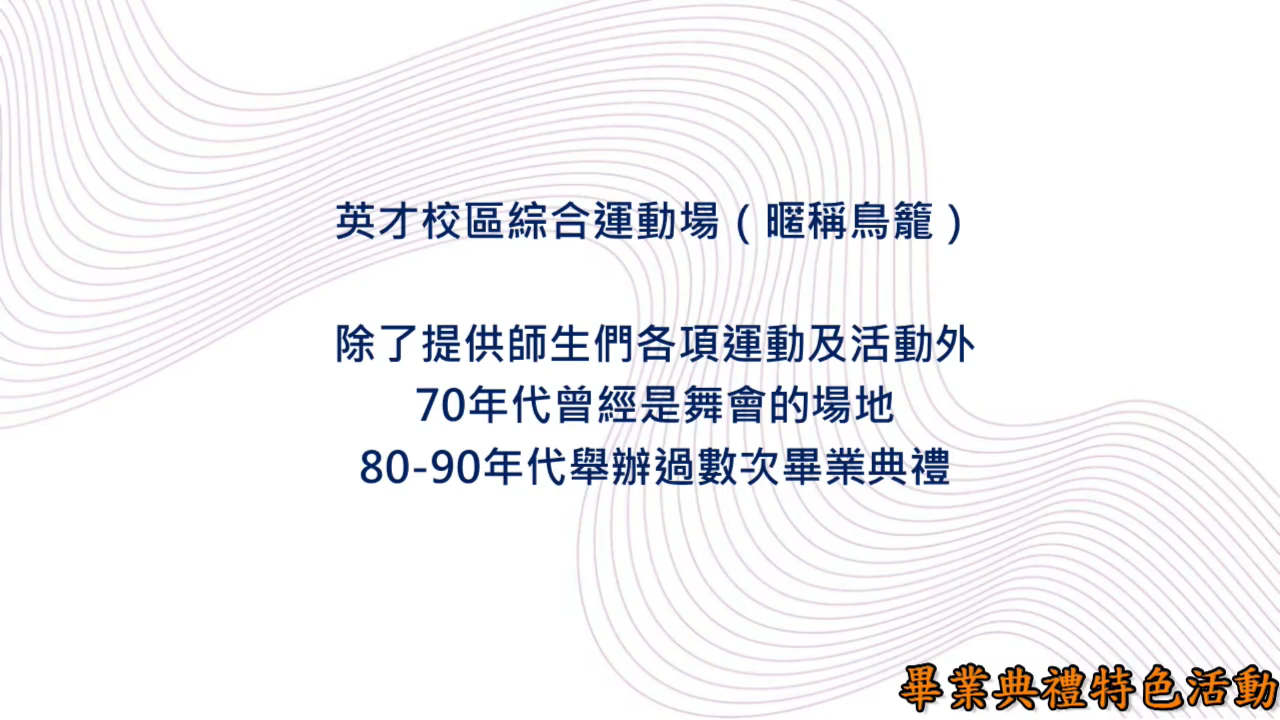 英才校區綜合運動場（暱稱鳥籠）
除了提供師生們各項運動及活動外
70年代曾經是舞會的場地
80-90年代舉辦過數次畢業典禮
畢業典禮特色活動